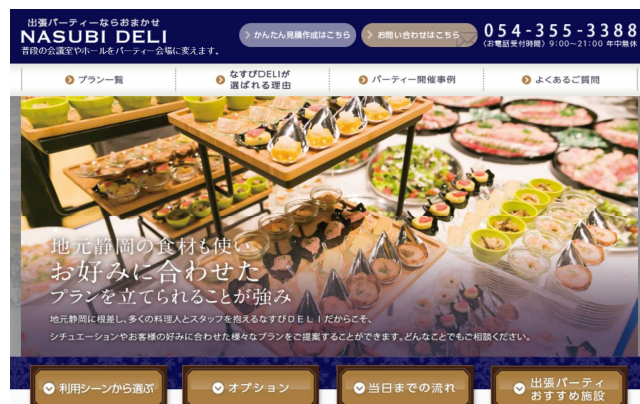 出張パーティーならおまかせ
NASUBI DELI
普段の会議室やホールをパーティー会場に変えます。
かんたん見積作成はこちら
お問い合わせはこちら
054-355-3388
（お電話受付時間）9:00～21:00 年中無休
プラン一覧
なすびDELIが
選ばれる理由
パーティー開催事例
よくあるご質問
地元静岡の食材も使い
お好みに合わせた
プランを立てられることが強み
地元静岡に根差し、多くの料理人とスタッフを抱えるなすびDELIだからこそ、
シチュエーションやお客様の好みに合わせた様々なプランをご提案することができます。どんなことでもご相談ください。
利用シーンから選ぶ
オプション
当日までの流れ
出張パーティ
おすすめ施設